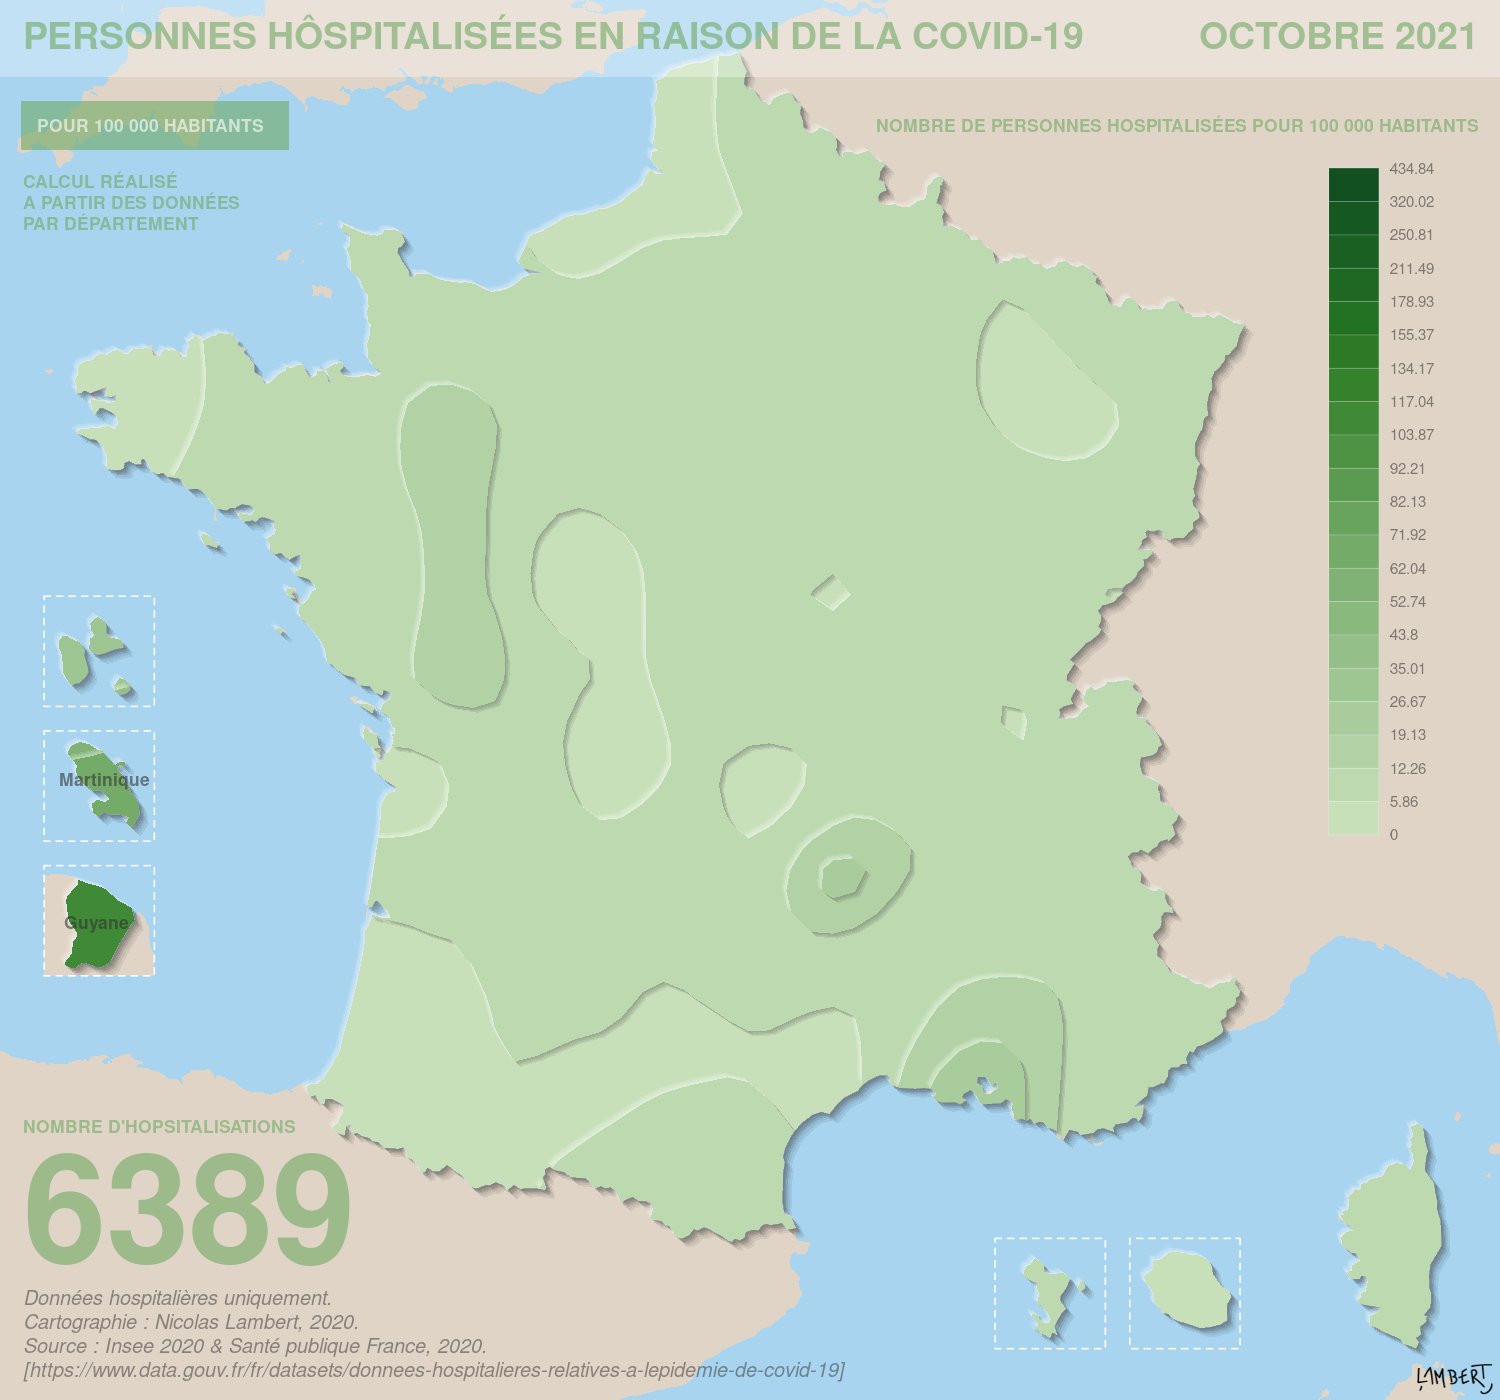 PERSONNES HÔSPITALISÉES EN RAISON DE LA COVID-19
OCTOBRE 2021
POUR 100 000 HABITANTS
CALCUL RÉALISÉ
A PARTIR DES DONNÉES
PAR DÉPARTEMENT
NOMBRE DE PERSONNES HOSPITALISÉES POUR 100 000 HABITANTS
434.84
320.02
250.81
211.49
178.93
155.37
134.17
117.04
103.87
92.21
82.13
71.92
62.04
52.74
43.8
35.01
26.67
19.13
12.26
5.86
0
Martinique
Guyane
NOMBRE D'HOPSITALISATIONS
6389
Données hospitalières uniquement.
Cartographie : Nicolas Lambert, 2020.
Source : Insee 2020 & Santé publique France, 2020.
[https://www.data.gouv.fr/fr/datasets/donnees-hospitalieres-relatives-a-lepidemie-de-covid-19]
LAMBERT